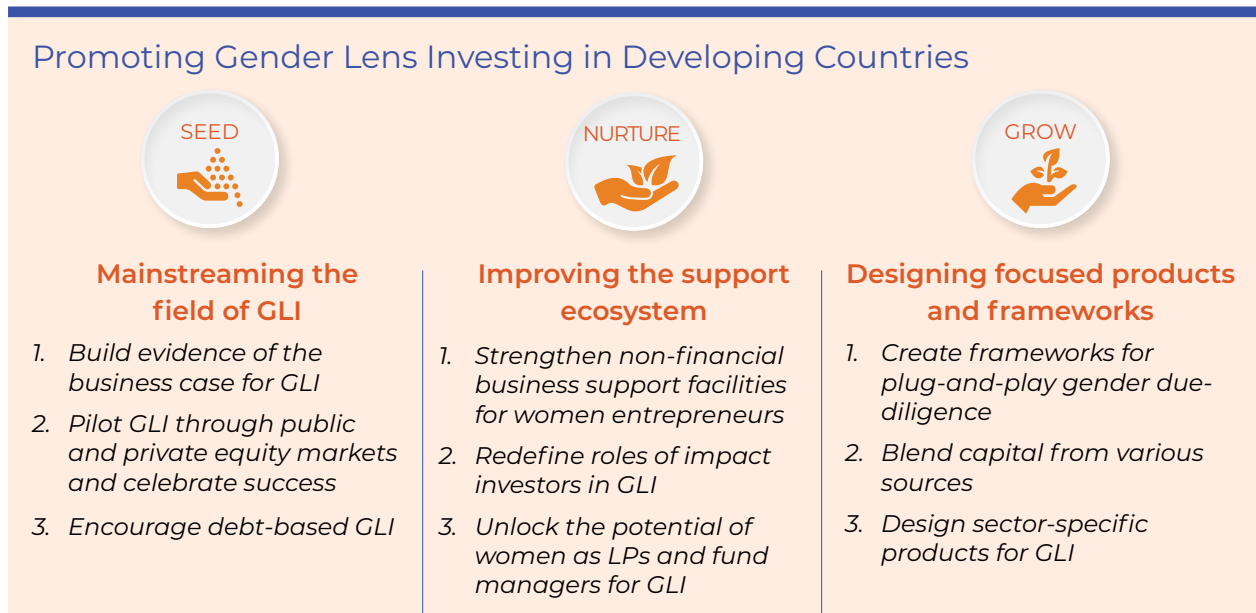 Promoting Gender Lens Investing in Developing Countries
SEED
Mainstreaming the
field of GLI
1. Build evidence of the
business case for GLI
2. Pilot GLI through public
and private equity markets
and celebrate success
3. Encourage debt-based GLI
NURTURE
Improving the support
ecosystem
1. Strengthen non-financial
business support facilities
for women entrepreneurs
2. Redefine roles of impact
investors in GLI
3. Unlock the potential of
women as LPs and fund
managers for GLI
GROW
Designing focused products
and frameworks
1. Create frameworks for
plug-and-play gender due-
diligence
2. Blend capital from various
sources
3. Design sector-specific
products for GLI